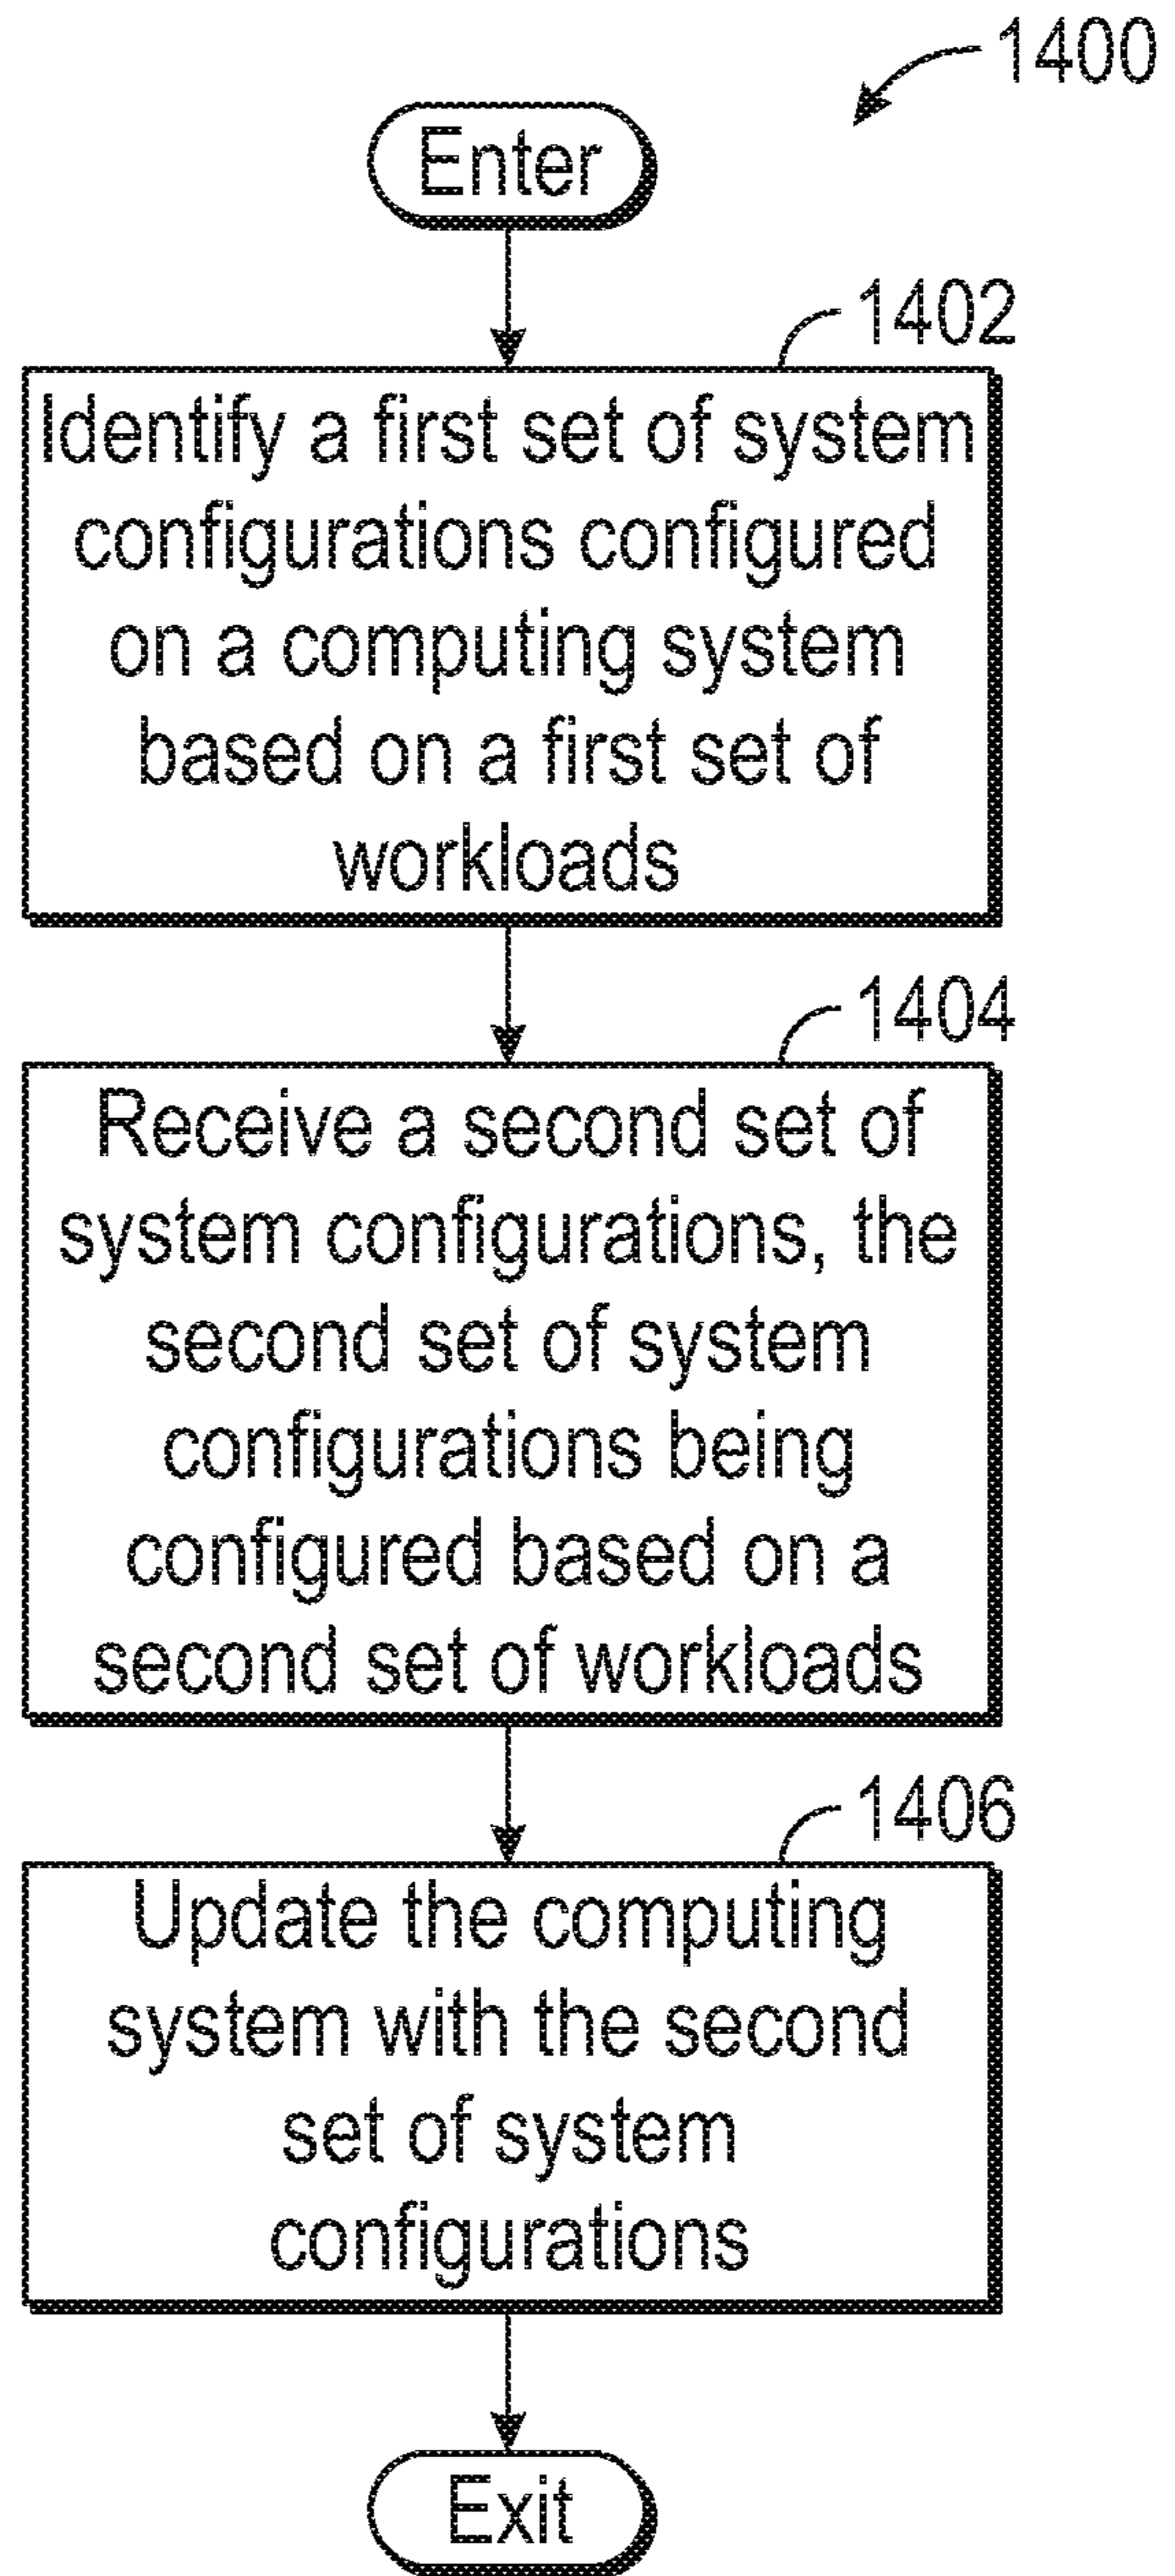 1400
Enter
1402
Identify a first set of system
configurations configured
on a computing system
based on a first set of
workloads
1404
Receive a second set of
system configurations, the
second set of system
configurations being
configured based on a
second set of workloads
1406
Update the computing
system with the second
set of system
configurations
Exit